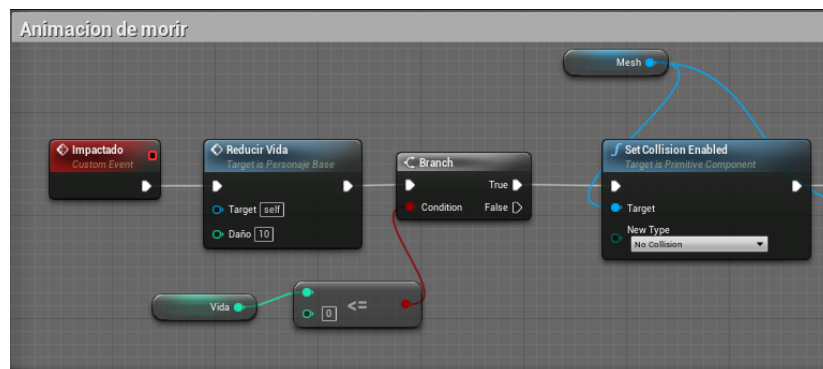 Animacion de morir
Mesh
Impactado
Custom Event
Reducir Vida
Target is Personaje Base
Target self
Daño 10
Branch
True
Condition False
Set Collision Enabled
Target is Primitive Component
Target
New Type
No Collision
Vida
0 <=